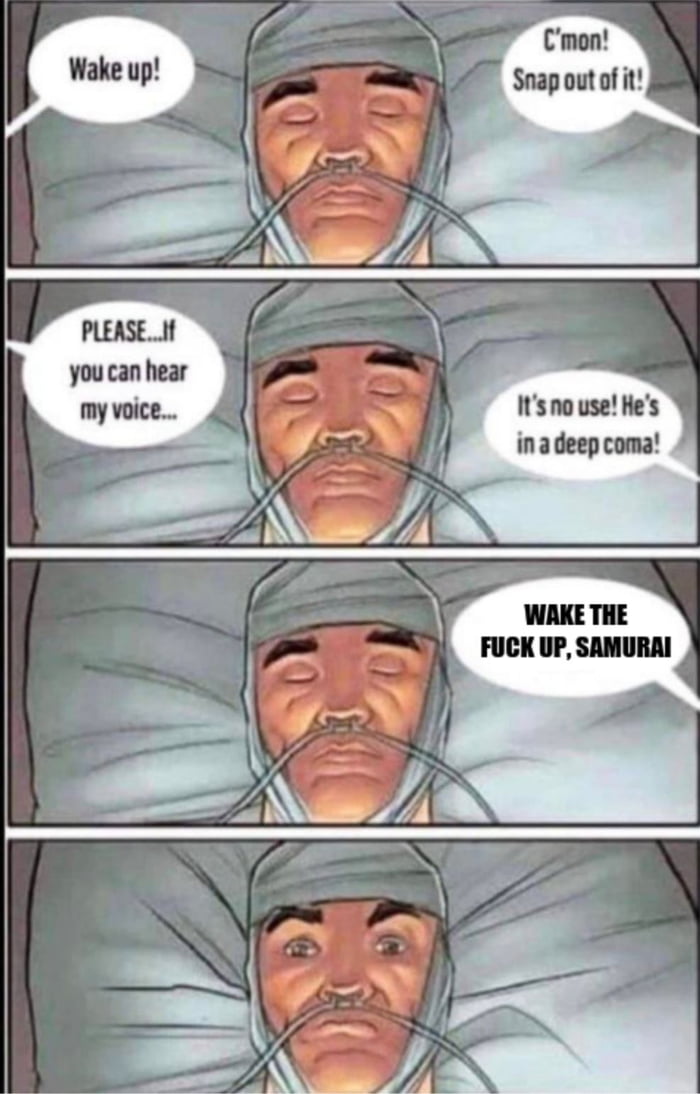 Wake up!
C'mon!
Snap out of it!
PLEASE...If
you can hear
my voice...
It's no use! He's
in a deep coma!
WAKE THE
FUCK UP, SAMURAI